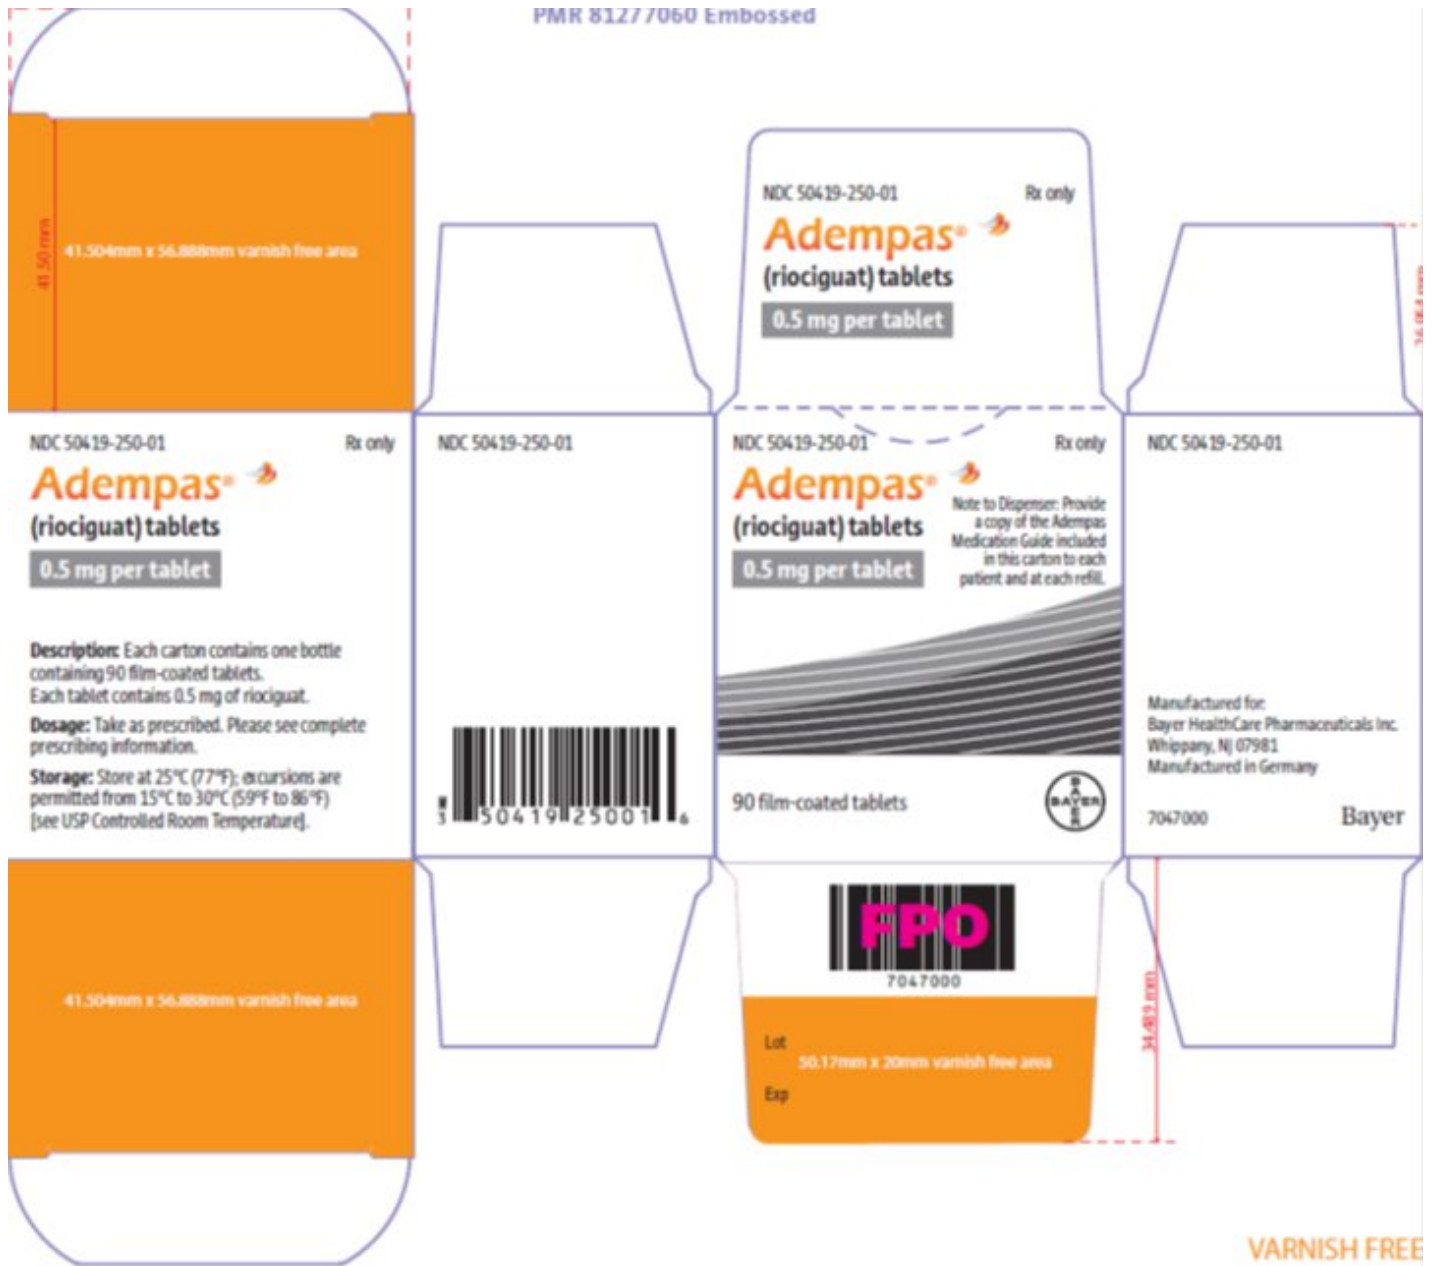 PMR 81277060 Embossed
41.50 mm
41.504mm x 56.888mm varnish free area
NDC 50419-250-01 Rx only
Adempas®
(riociguat) tablets
0.5 mg per tablet
NDC 50419-250-01 Rx only
Adempas®
(riociguat) tablets
0.5 mg per tablet
Description: Each carton contains one bottle
containing 90 film-coated tablets.
Each tablet contains 0.5 mg of riociguat.
Dosage: Take as prescribed. Please see complete
prescribing information.
Storage: Store at 25°C (77°F); excursions are
permitted from 15°C to 30°C (59°F to 86°F)
[see USP Controlled Room Temperature].
NDC 50419-250-01
N
3 50419 25001 6
NDC 50419-250-01 Rx only
Adempas®
(riociguat) tablets
0.5 mg per tablet
Note to Dispenser: Provide
a copy of the Adempas
Medication Guide included
in this carton to each
patient and at each refill.
90 film-coated tablets
BAYER
BAYER
NDC 50419-250-01
Manufactured for:
Bayer HealthCare Pharmaceuticals Inc.
Whippany, NJ 07981
Manufactured in Germany
7047000 Bayer
41.504mm x 56.888mm varnish free area
FPO
7047000
Lot
50.17mm x 20mm varnish free area
Exp
34.489 mm
VARNISH FREE